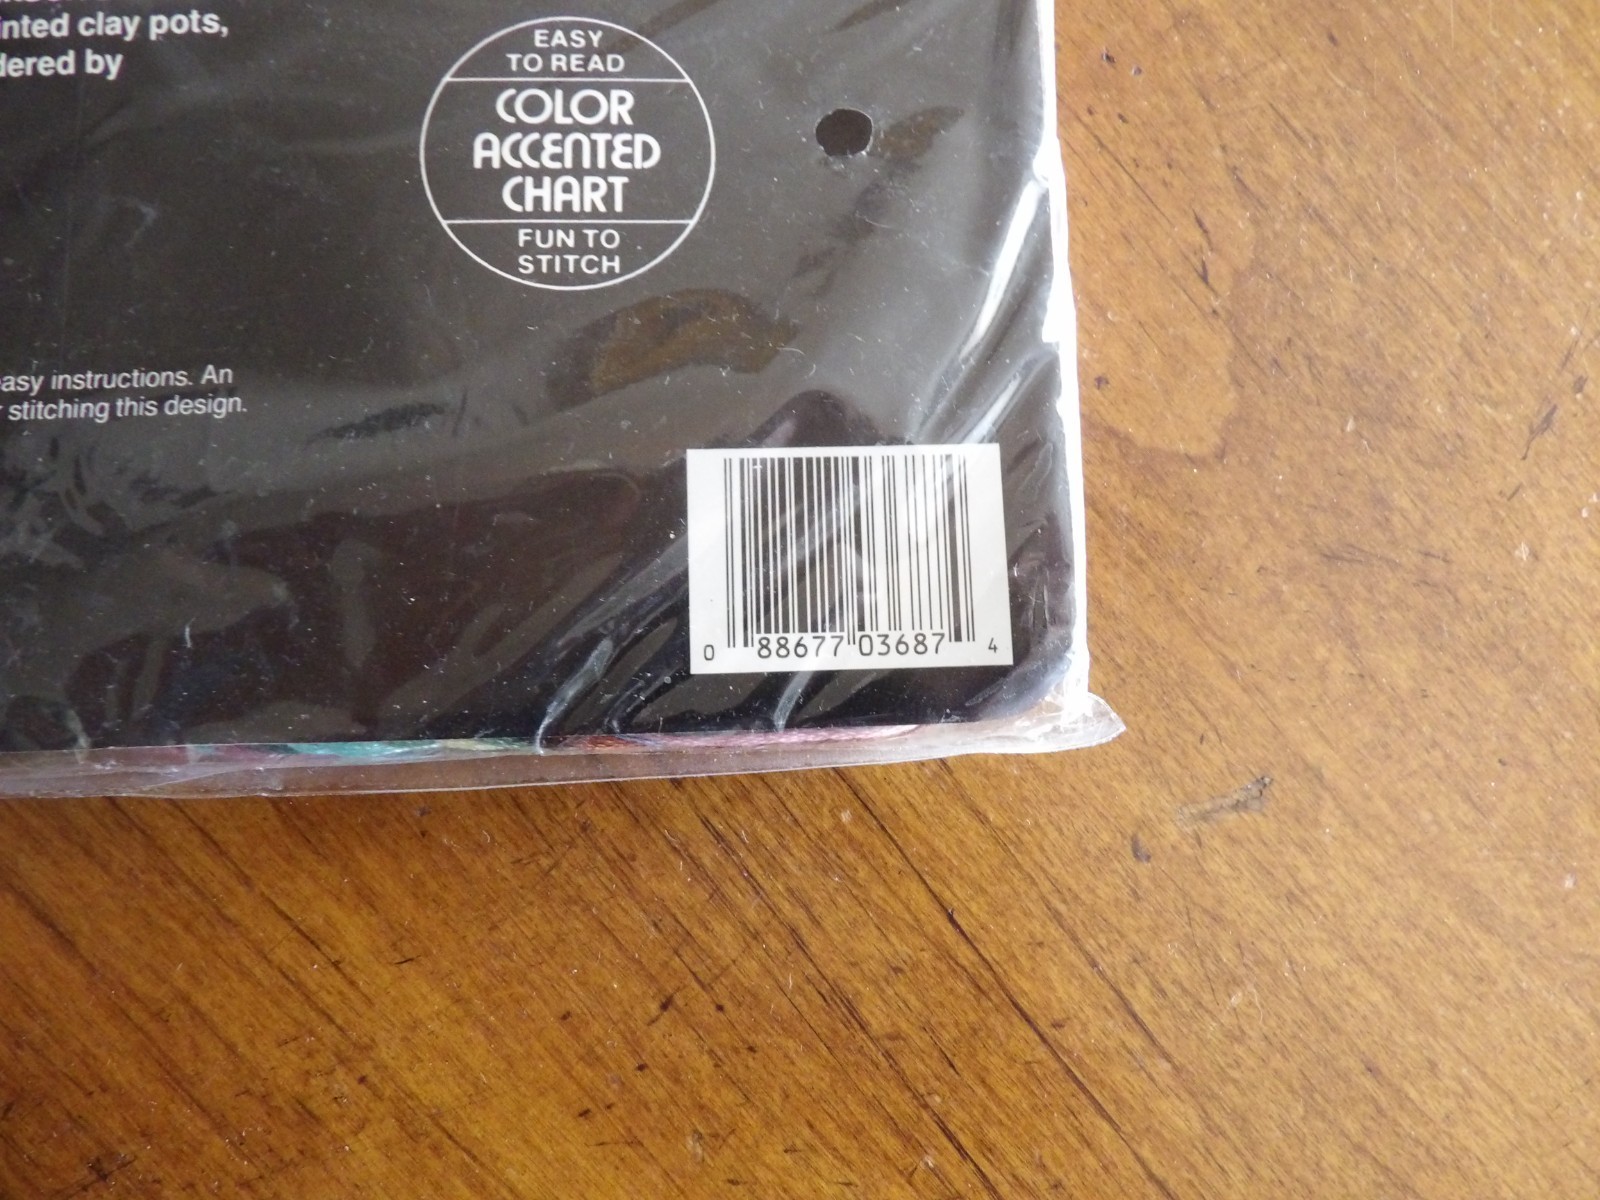 inted clay pots,
dered by
EASY
TO READ
COLOR
ACCENTED
CHART
FUN TO
STITCH
easy instructions. An
stitching this design.
0 88677 03687 4